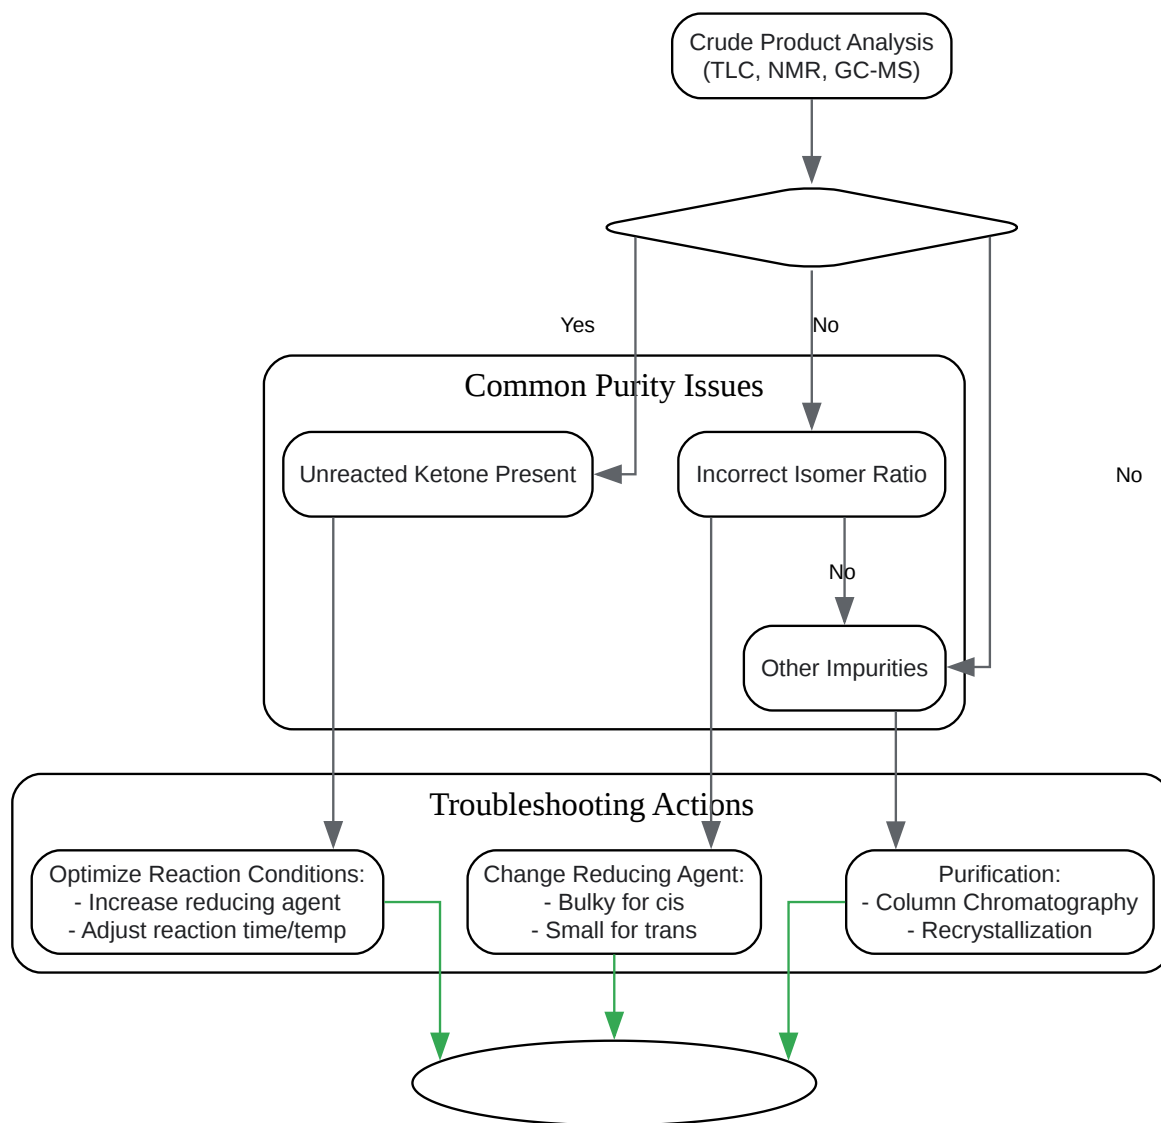 Crude Product Analysis
(TLC, NMR, GC-MS)
Yes
No
Common Purity Issues
Unreacted Ketone Present
Incorrect Isomer Ratio
No
No
Other Impurities
Troubleshooting Actions
Optimize Reaction Conditions:
- Increase reducing agent
- Adjust reaction time/temp
Change Reducing Agent:
- Bulky for cis
- Small for trans
Purification:
- Column Chromatography
- Recrystallization